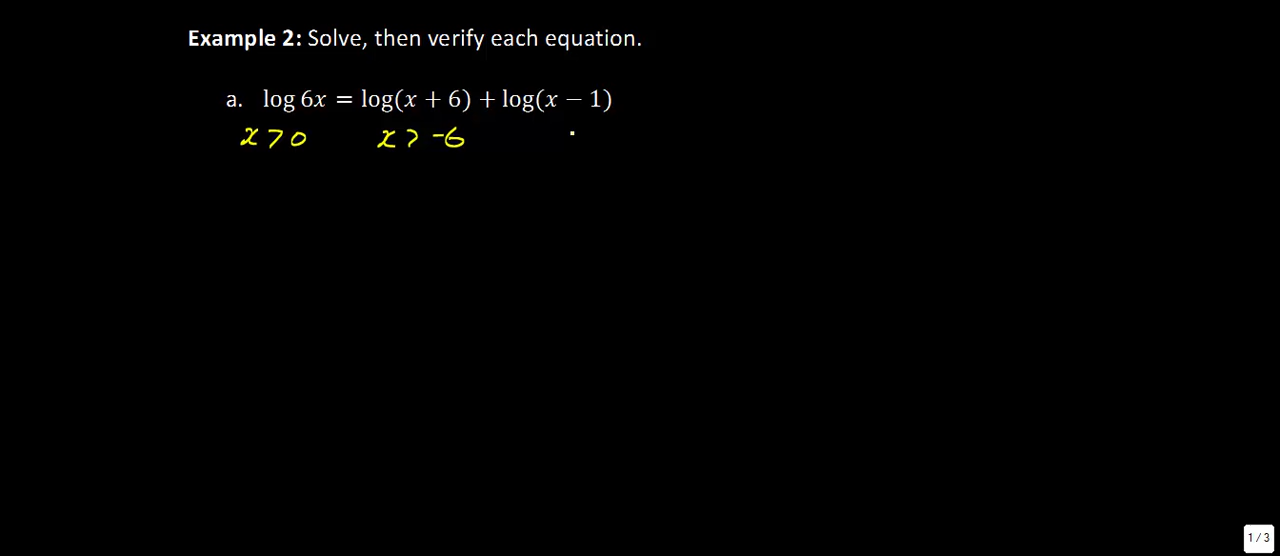 Example 2: Solve, then verify each equation.
a. log 6x = log(x + 6) + log(x − 1)
x > 0 x > -6
1 / 3